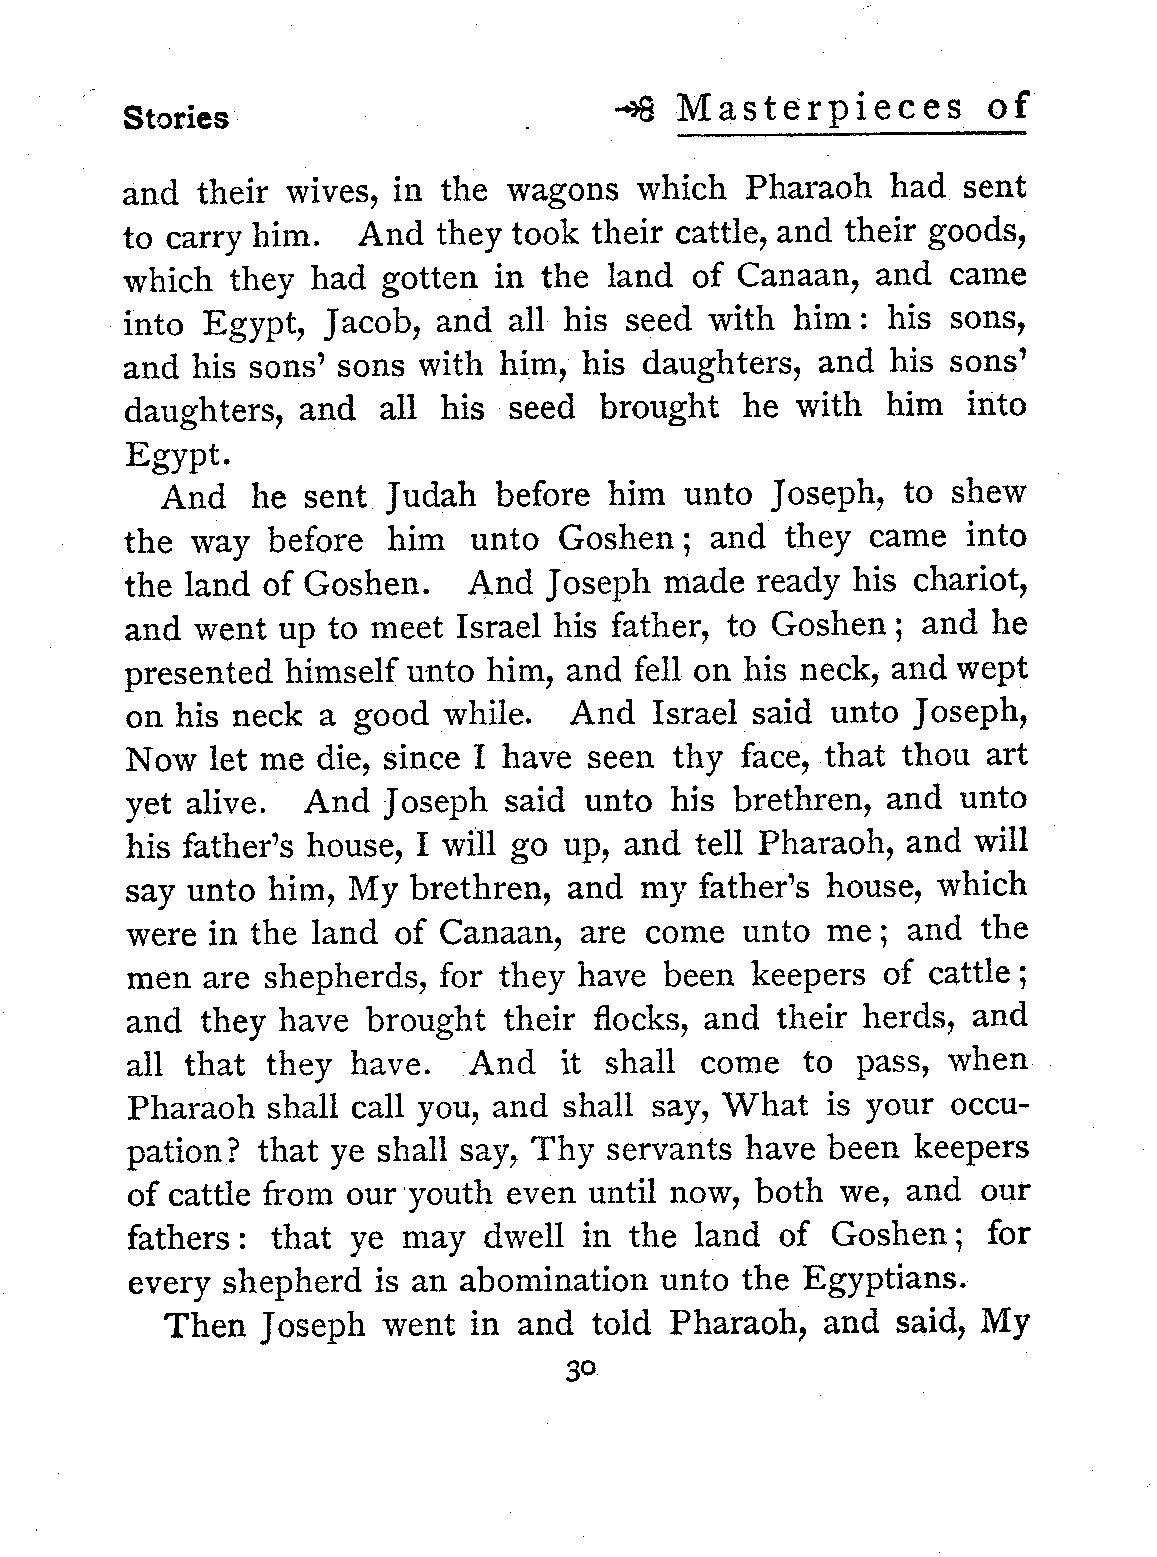 Stories Masterpieces of
and their wives, in the wagons which Pharaoh had sent
to carry him. And they took their cattle, and their goods,
which they had gotten in the land of Canaan, and came
into Egypt, Jacob, and all his seed with him: his sons,
and his sons' sons with him, his daughters, and his sons'
daughters, and all his seed brought he with him into
Egypt.
And he sent Judah before him unto Joseph, to shew
the way before him unto Goshen; and they came into
the land of Goshen. And Joseph made ready his chariot,
and went up to meet Israel his father, to Goshen; and he
presented himself unto him, and fell on his neck, and wept
on his neck a good while. And Israel said unto Joseph,
Now let me die, since I have seen thy face, that thou art
yet alive. And Joseph said unto his brethren, and unto
his father's house, I will go up, and tell Pharaoh, and will
say unto him, My brethren, and my father's house, which
were in the land of Canaan, are come unto me; and the
men are shepherds, for they have been keepers of cattle;
and they have brought their flocks, and their herds, and
all that they have. And it shall come to pass, when
Pharaoh shall call you, and shall say, What is your occu-
pation? that ye shall say, Thy servants have been keepers
of cattle from our youth even until now, both we, and our
fathers: that ye may dwell in the land of Goshen; for
every shepherd is an abomination unto the Egyptians.
Then Joseph went in and told Pharaoh, and said, My
30